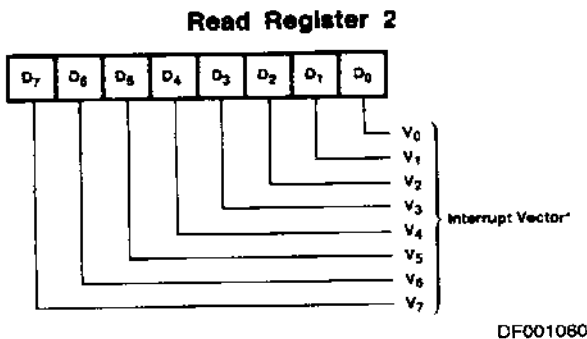 Read Register 2
D7 D6 D5 D4 D3 D2 D1 D0
V0
V1
V2
V3
Interrupt Vector*
V4
V5
V6
V7
DF001060